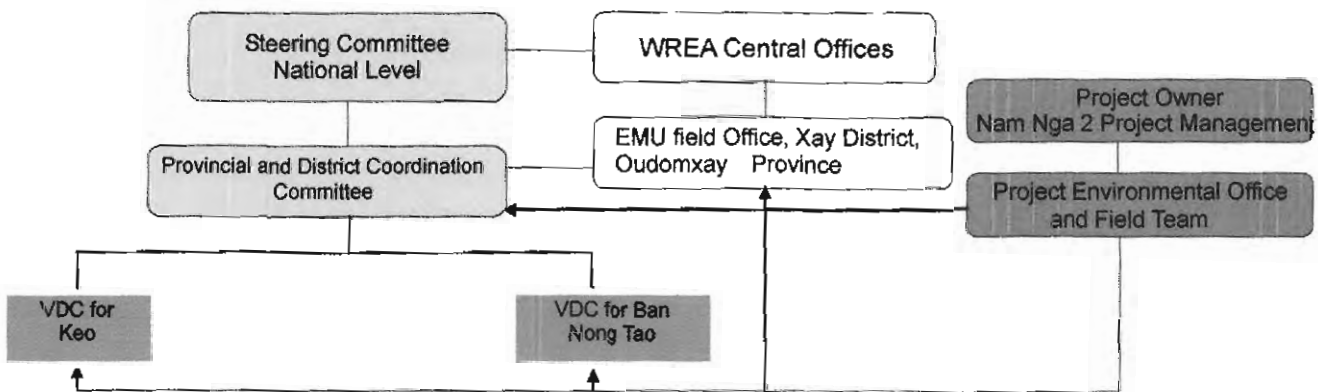 Steering Committee
National Level
WREA Central Offices
Project Owner
Nam Nga 2 Project Management
EMU field Office, Xay District,
Oudomxay Province
Provincial and District Coordination
Committee
Project Environmental Office
and Field Team
VDC for
Keo
VDC for Ban
Nong Tao